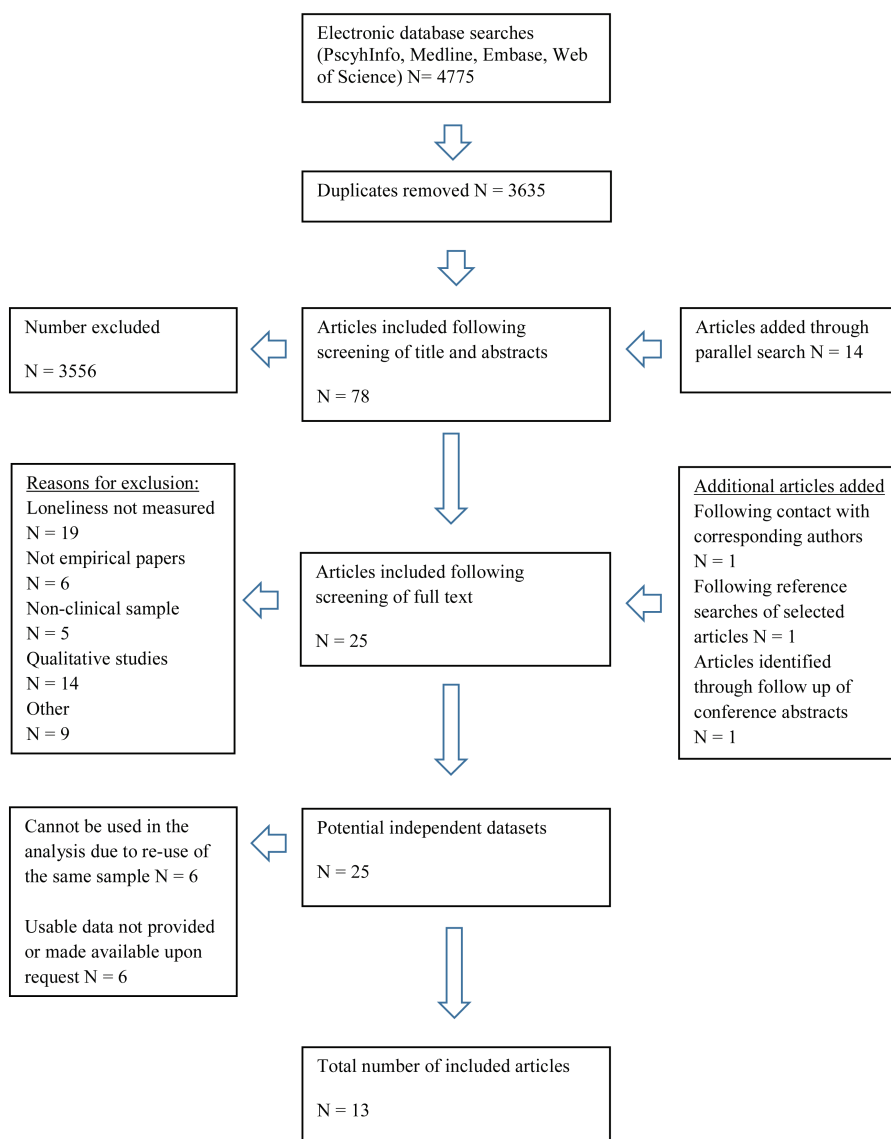 Electronic database searches
(PscyhInfo, Medline, Embase, Web
of Science) N= 4775
Duplicates removed N = 3635
Number excluded
N = 3556
Articles included following
screening of title and abstracts
N = 78
Articles added through
parallel search N = 14
Reasons for exclusion:
Loneliness not measured
N = 19
Not empirical papers
N = 6
Non-clinical sample
N = 5
Qualitative studies
N = 14
Other
N = 9
Articles included following
screening of full text
N = 25
Additional articles added
Following contact with
corresponding authors
N = 1
Following reference
searches of selected
articles N = 1
Articles identified
through follow up of
conference abstracts
N = 1
Cannot be used in the
analysis due to re-use of
the same sample N = 6
Usable data not provided
or made available upon
request N = 6
Potential independent datasets
N = 25
Total number of included articles
N = 13